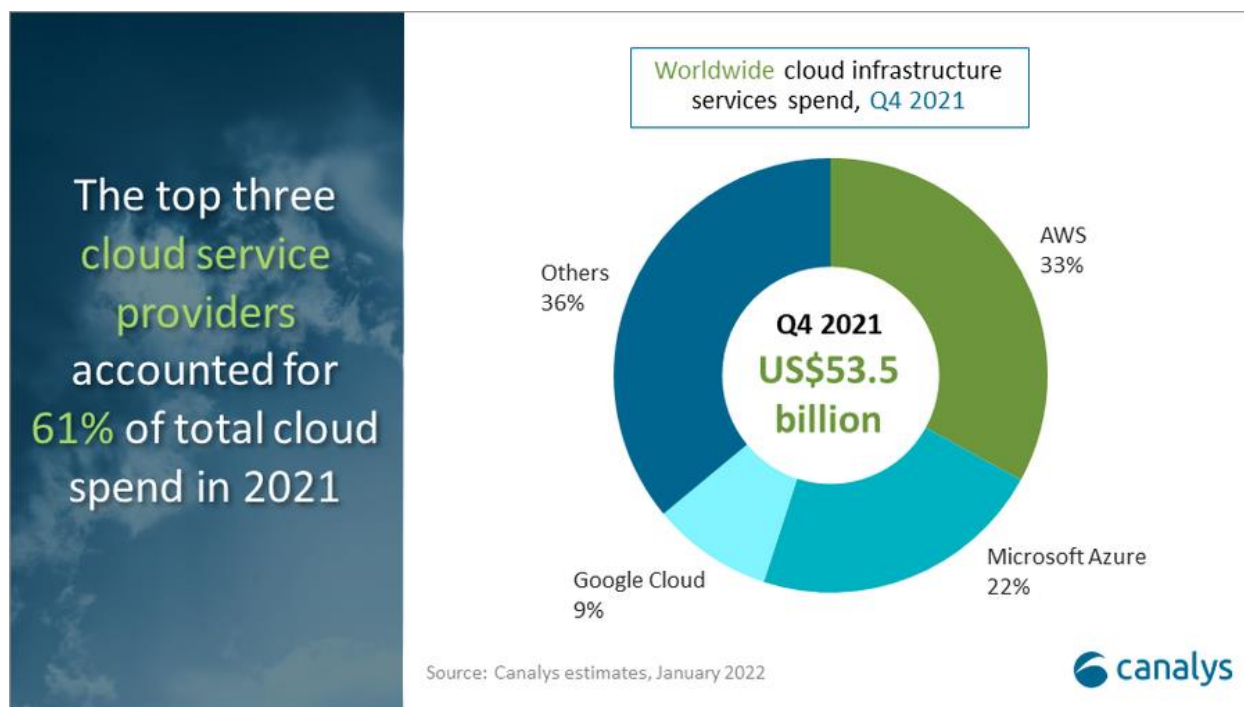 The top three
cloud service
providers
accounted for
61% of total cloud
spend in 2021
Worldwide cloud infrastructure
services spend, Q4 2021
AWS
33%
Others
36%
Q4 2021
US$53.5
billion
Microsoft Azure
22%
Google Cloud
9%
Source: Canalys estimates, January 2022
canalys